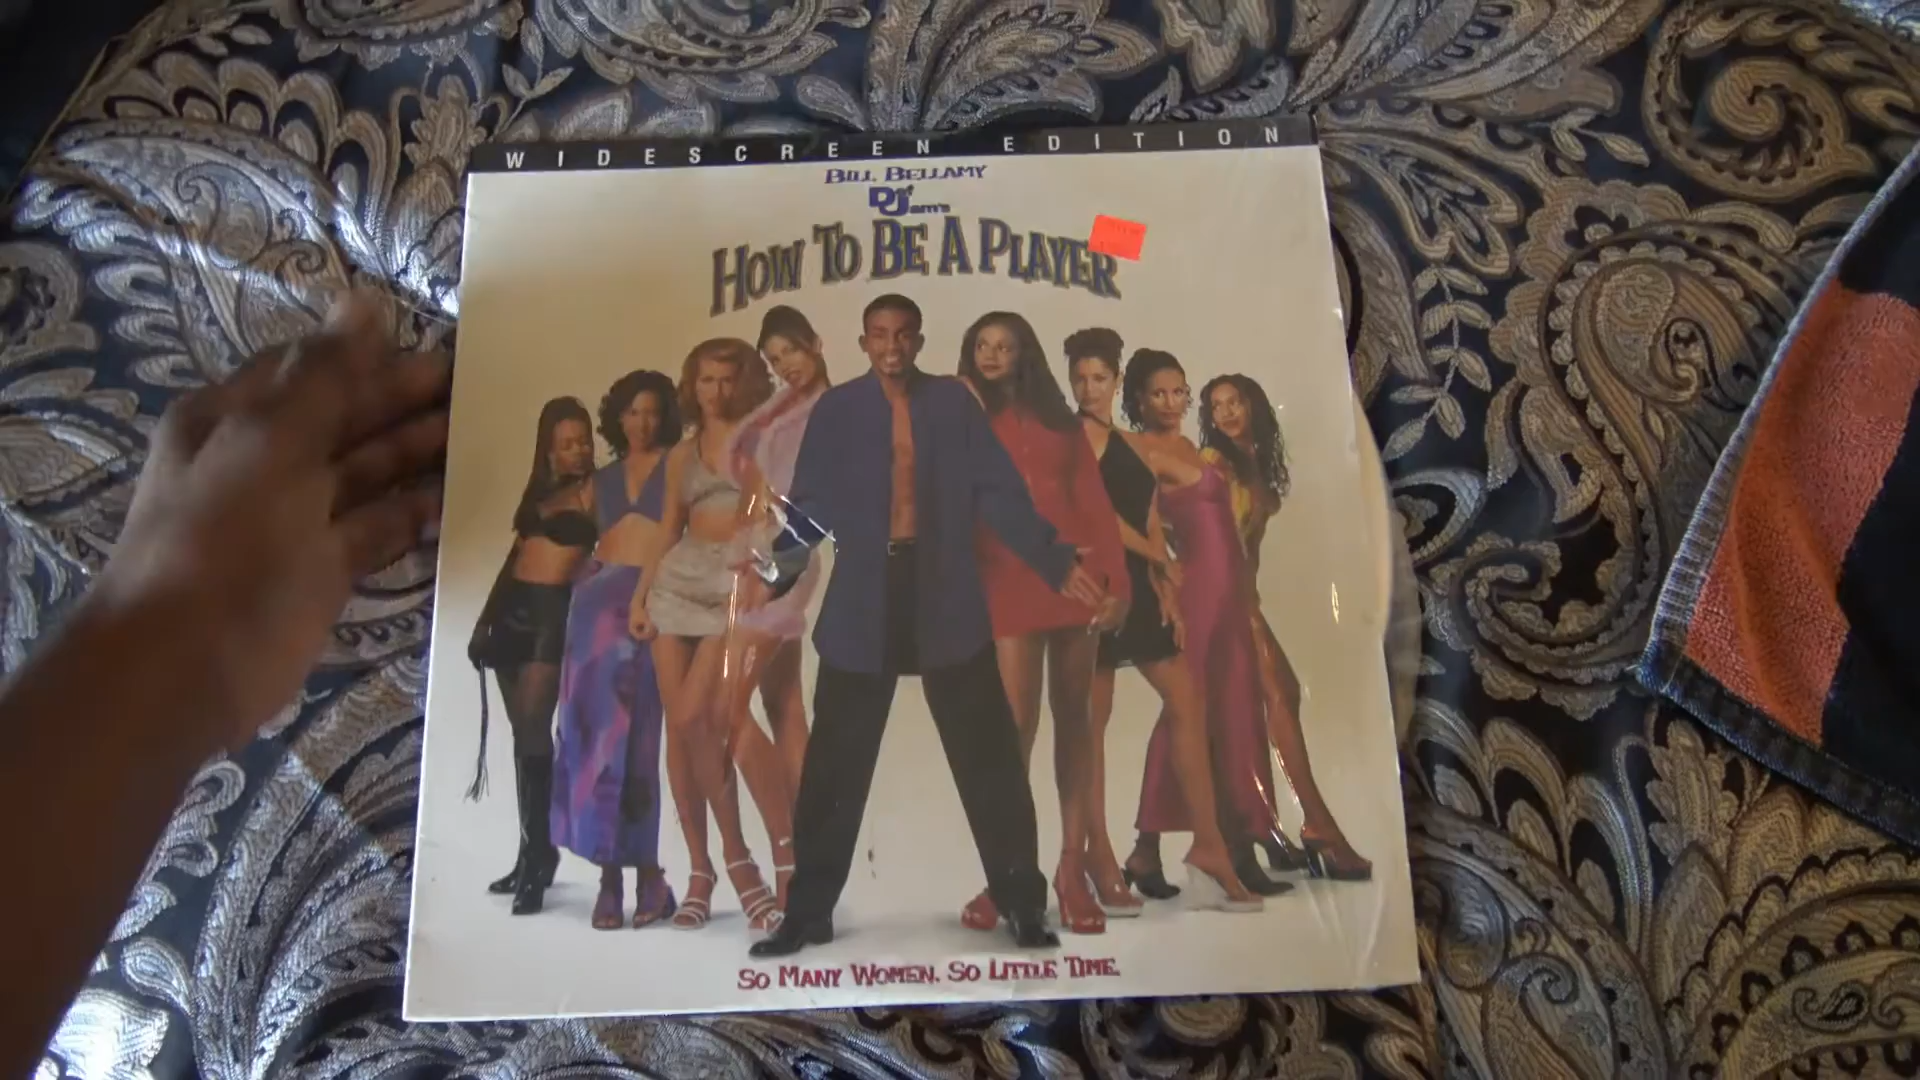 WIDESCREEN EDITION
BILL BELLAMY
DEF JAM'S
HOW TO BE A PLAYER
SO MANY WOMEN. SO LITTLE TIME.